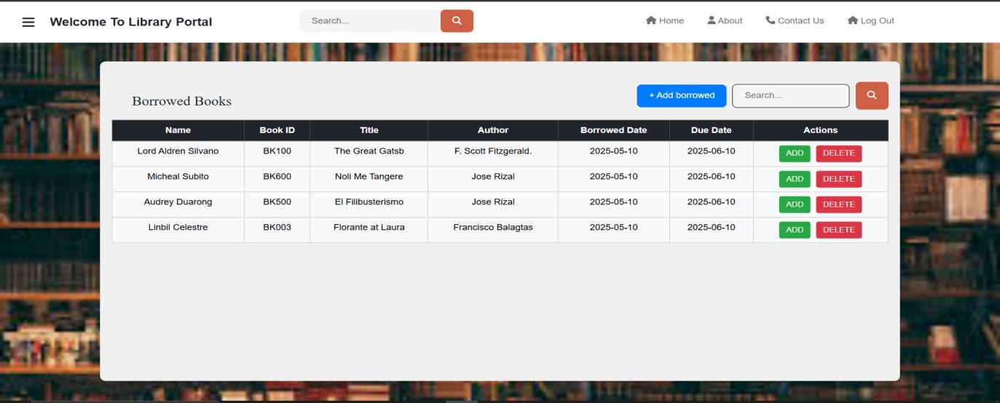 Welcome To Library Portal Search... Home About Contact Us Log Out
Borrowed Books + Add borrowed Search...
Name Book ID Title Author Borrowed Date Due Date Actions
Lord Aldren Silvano BK100 The Great Gatsb F. Scott Fitzgerald. 2025-05-10 2025-06-10 ADD DELETE
Micheal Subito BK600 Noli Me Tangere Jose Rizal 2025-05-10 2025-06-10 ADD DELETE
Audrey Duarong BK500 El Filibusterismo Jose Rizal 2025-05-10 2025-06-10 ADD DELETE
Linbil Celestre BK003 Florante at Laura Francisco Balagtas 2025-05-10 2025-06-10 ADD DELETE